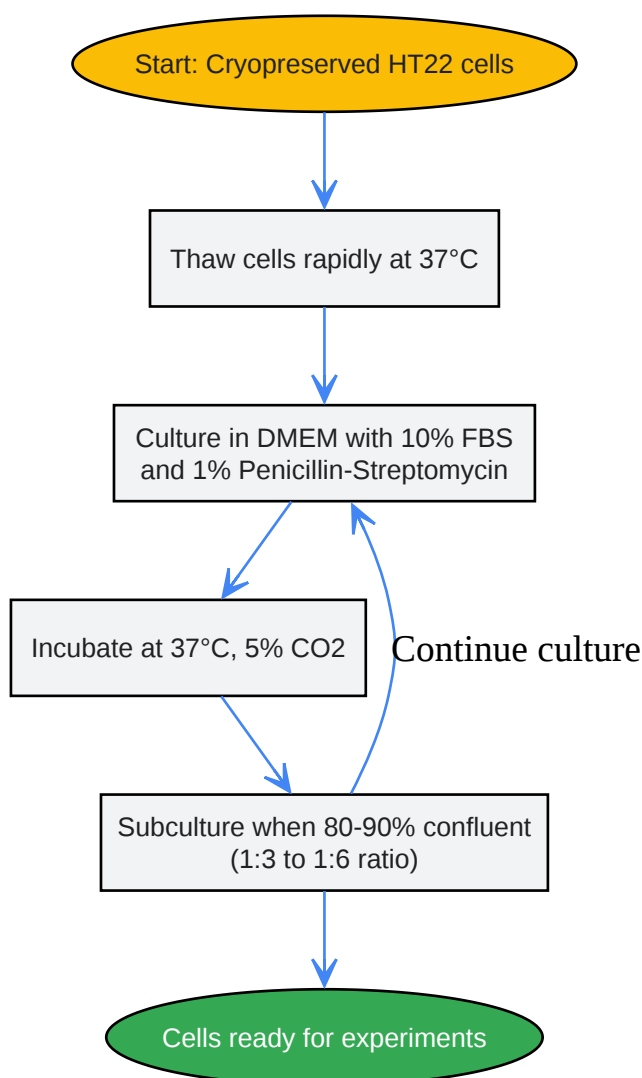 Start: Cryopreserved HT22 cells
Thaw cells rapidly at 37°C
Culture in DMEM with 10% FBS
and 1% Penicillin-Streptomycin
Incubate at 37°C, 5% CO2
Continue culture
Subculture when 80-90% confluent
(1:3 to 1:6 ratio)
Cells ready for experiments